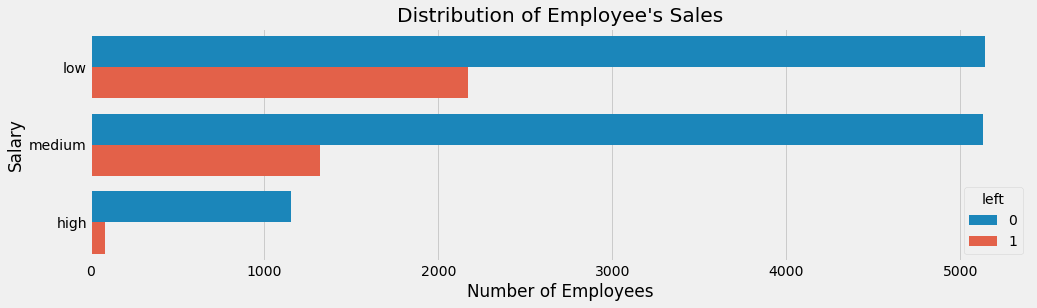 Distribution of Employee's Sales
Salary
low
medium
high
left
0
1
0
1000
2000
3000
4000
5000
Number of Employees